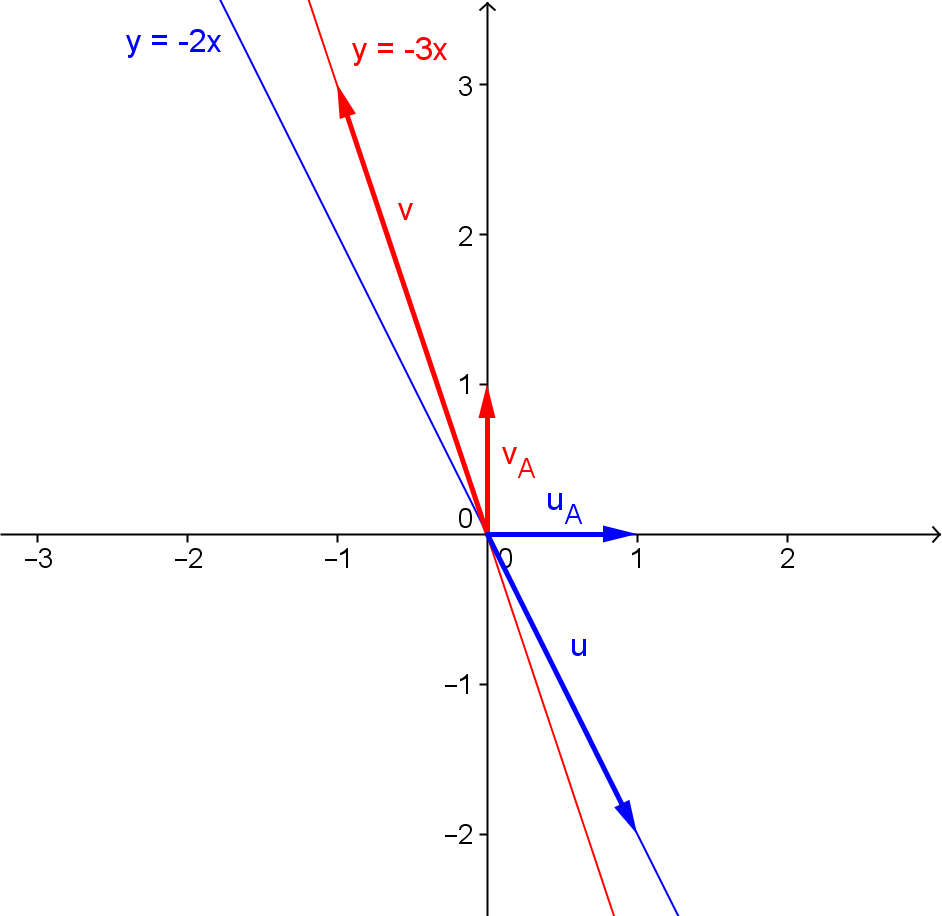 y = -2x
y = -3x
3
v
2
1
v_A
u_A
0
−3 −2 −1 0 1 2
u
−1
−2